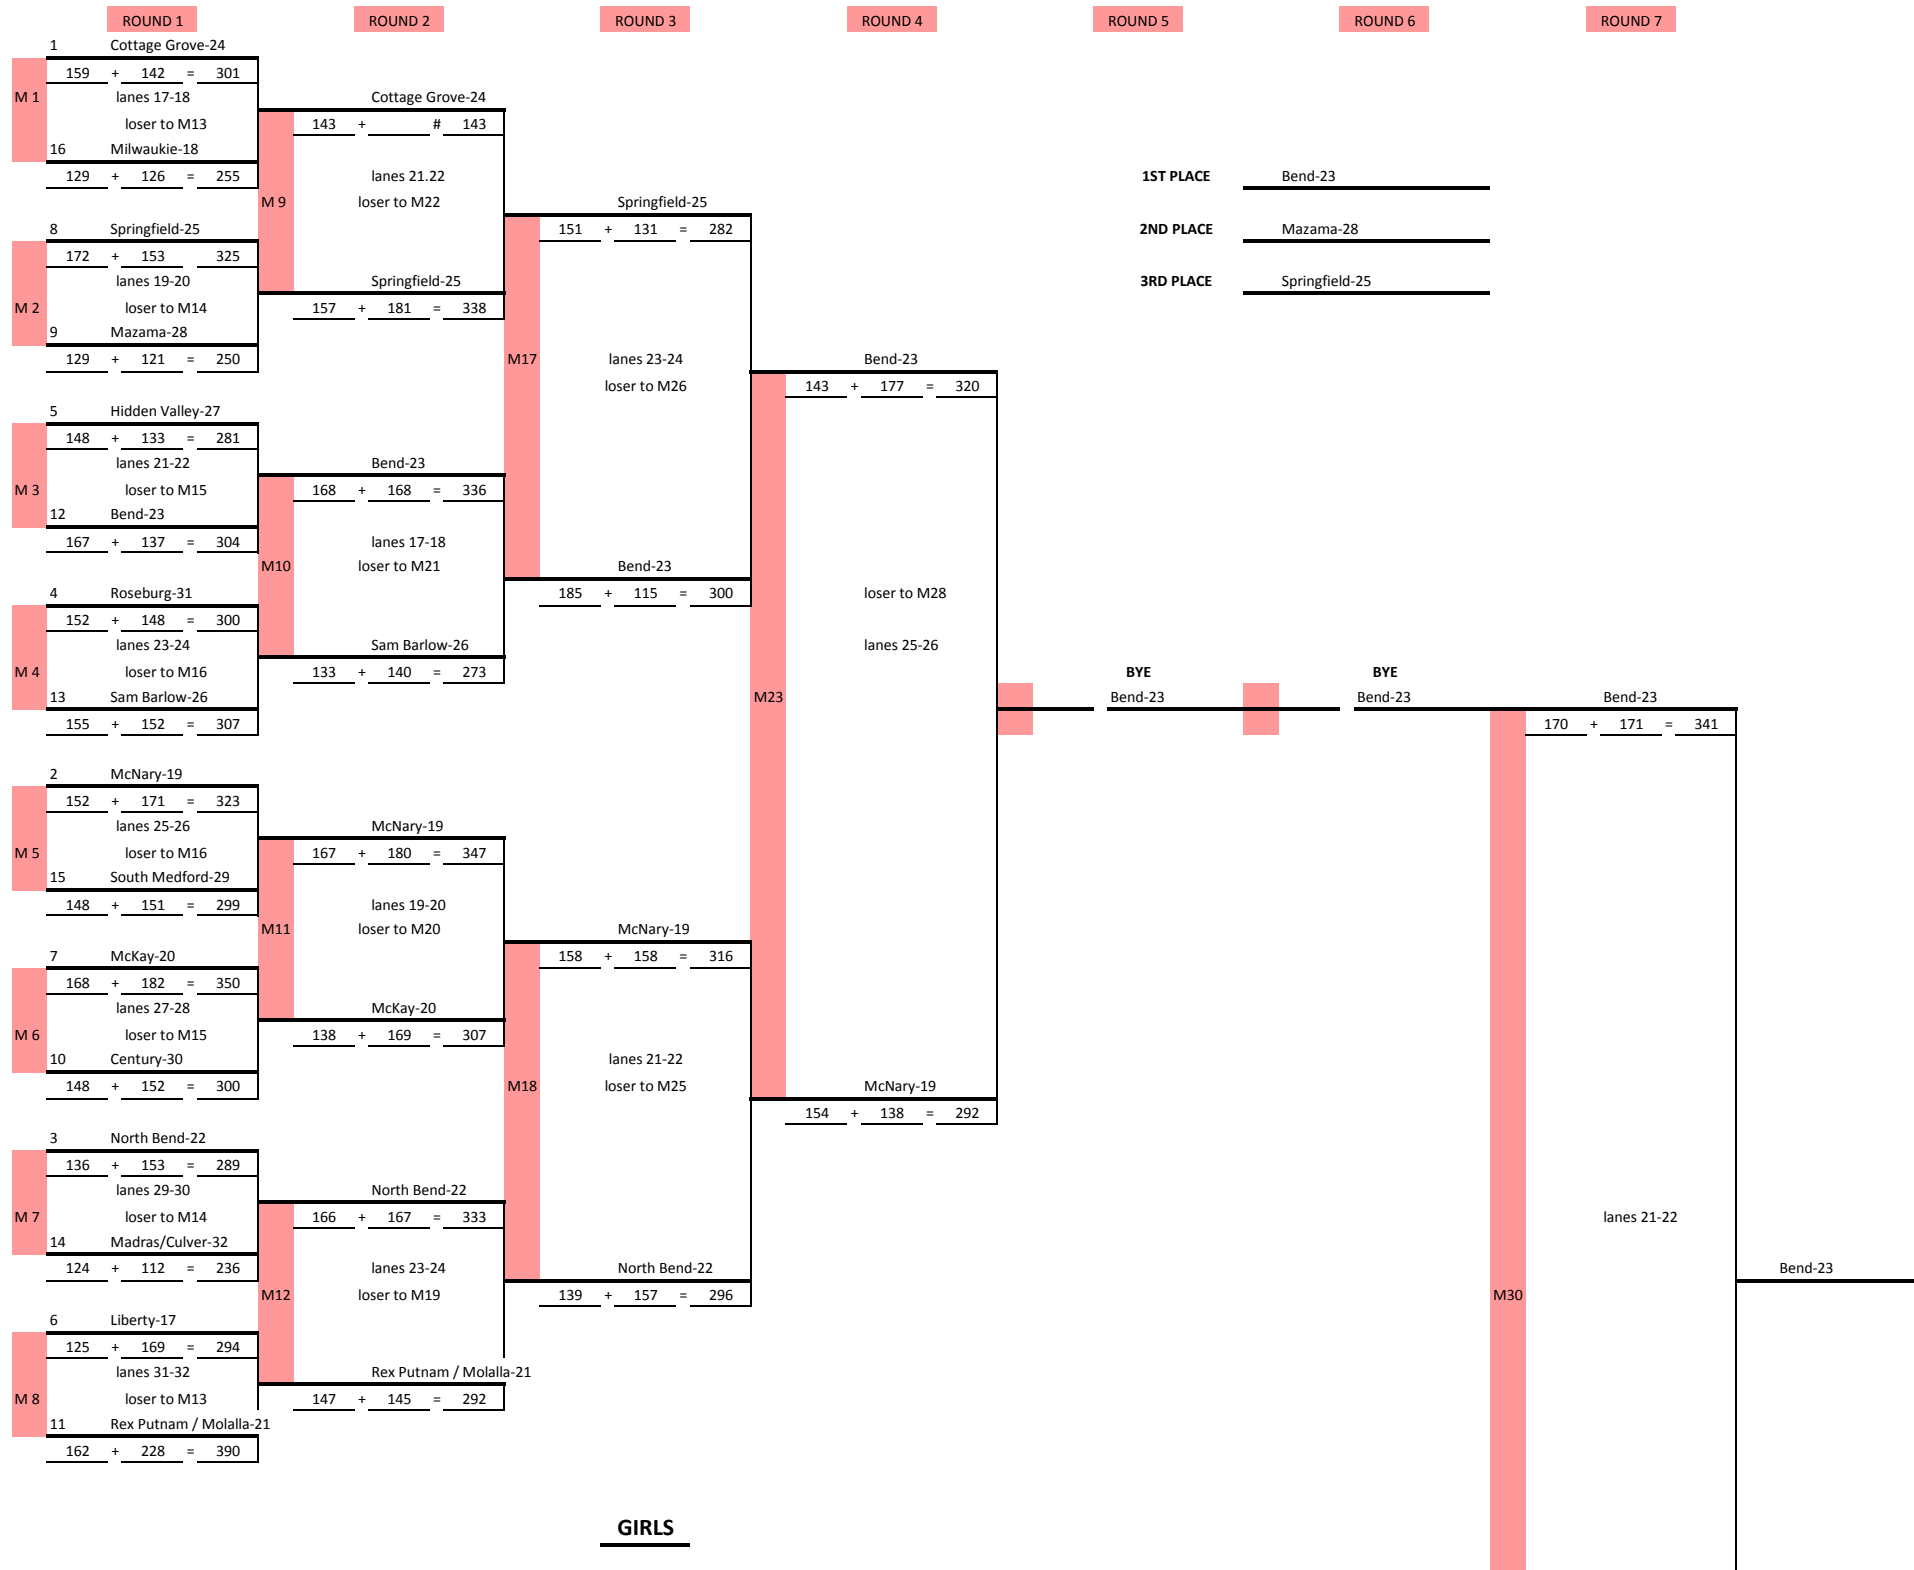 ROUND 1 ROUND 2 ROUND 3 ROUND 4 ROUND 5 ROUND 6 ROUND 7
1 Cottage Grove-24
159 + 142 = 301
M 1 lanes 17-18 Cottage Grove-24
loser to M13 143 + # 143
16 Milwaukie-18
129 + 126 = 255 lanes 21.22 1ST PLACE Bend-23
M 9 loser to M22 Springfield-25
8 Springfield-25 151 + 131 = 282 2ND PLACE Mazama-28
172 + 153 325
lanes 19-20 Springfield-25 3RD PLACE Springfield-25
M 2 loser to M14 157 + 181 = 338
9 Mazama-28
129 + 121 = 250 M17 lanes 23-24 Bend-23
loser to M26 143 + 177 = 320
5 Hidden Valley-27
148 + 133 = 281
lanes 21-22 Bend-23
M 3 loser to M15 168 + 168 = 336
12 Bend-23
167 + 137 = 304 lanes 17-18
M10 loser to M21 Bend-23
4 Roseburg-31 185 + 115 = 300 loser to M28
152 + 148 = 300
lanes 23-24 Sam Barlow-26 lanes 25-26
M 4 loser to M16 133 + 140 = 273 BYE BYE
13 Sam Barlow-26 M23 Bend-23 Bend-23 Bend-23
155 + 152 = 307 170 + 171 = 341
2 McNary-19
152 + 171 = 323
lanes 25-26 McNary-19
M 5 loser to M16 167 + 180 = 347
15 South Medford-29
148 + 151 = 299 lanes 19-20
M11 loser to M20 McNary-19
7 McKay-20 158 + 158 = 316
168 + 182 = 350
lanes 27-28 McKay-20
M 6 loser to M15 138 + 169 = 307
10 Century-30 lanes 21-22
148 + 152 = 300 M18 loser to M25 McNary-19
154 + 138 = 292
3 North Bend-22
136 + 153 = 289
lanes 29-30 North Bend-22
M 7 loser to M14 166 + 167 = 333 lanes 21-22
14 Madras/Culver-32
124 + 112 = 236 lanes 23-24 North Bend-22 Bend-23
M12 loser to M19 139 + 157 = 296 M30
6 Liberty-17
125 + 169 = 294
lanes 31-32 Rex Putnam / Molalla-21
M 8 loser to M13 147 + 145 = 292
11 Rex Putnam / Molalla-21
162 + 228 = 390
GIRLS